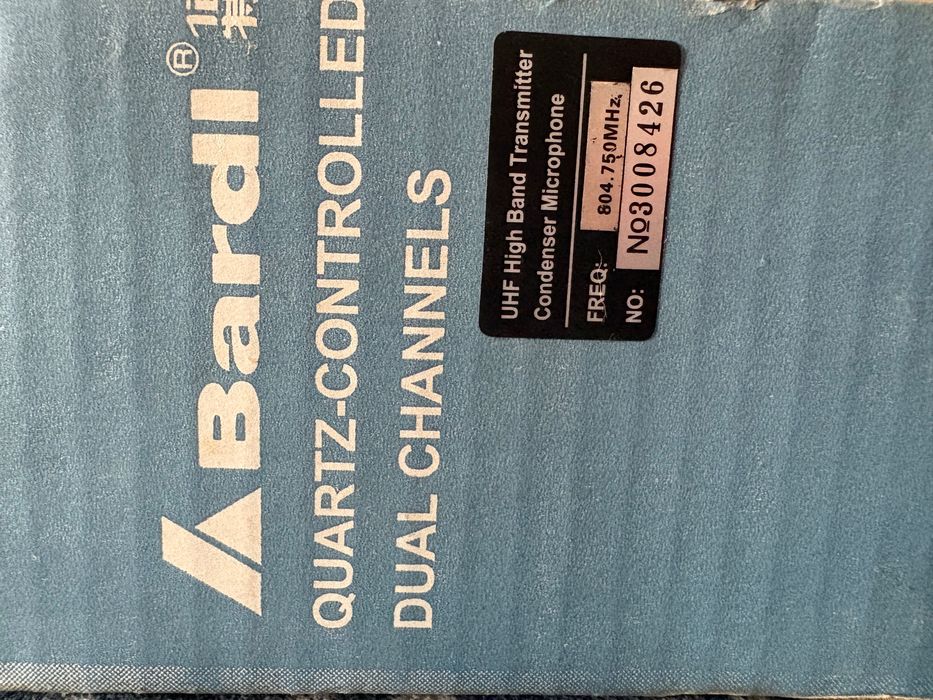 Bardl®
QUARTZ-CONTROLLED
DUAL CHANNELS
UHF High Band Transmitter
Condenser Microphone
FREQ: 804.750MHz
NO: №3008426